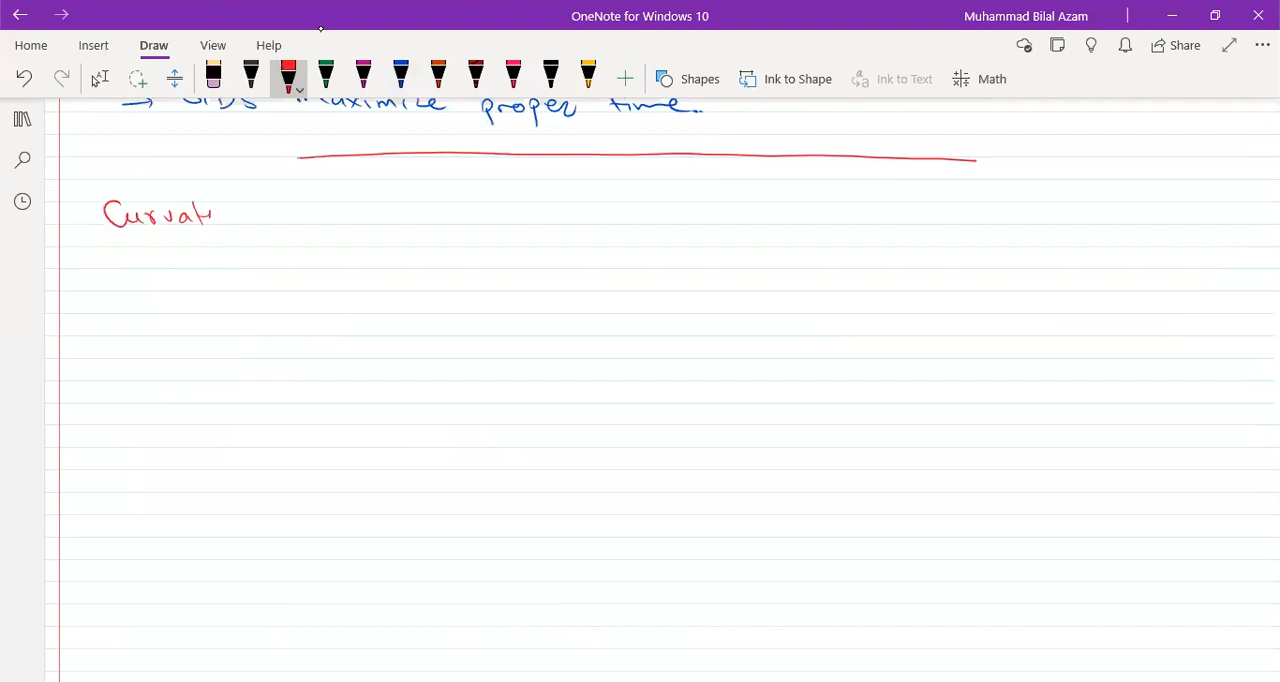 OneNote for Windows 10
Muhammad Bilal Azam
Home Insert Draw View Help
Share
Shapes Ink to Shape Ink to Text Math
→ maximize proper time.
Curvat